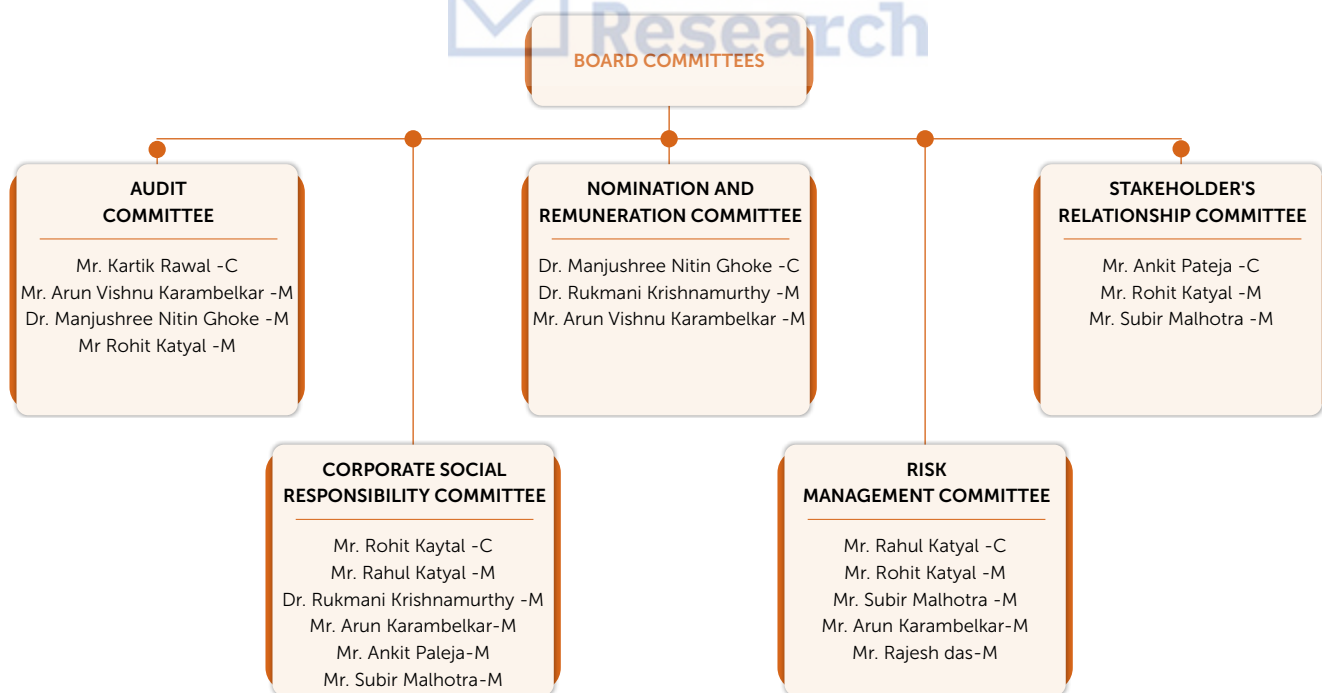 Research
BOARD COMMITTEES
AUDIT
COMMITTEE
Mr. Kartik Rawal -C
Mr. Arun Vishnu Karambelkar -M
Dr. Manjushree Nitin Ghoke -M
Mr Rohit Katyal -M
NOMINATION AND
REMUNERATION COMMITTEE
Dr. Manjushree Nitin Ghoke -C
Dr. Rukmani Krishnamurthy -M
Mr. Arun Vishnu Karambelkar -M
STAKEHOLDER'S
RELATIONSHIP COMMITTEE
Mr. Ankit Pateja -C
Mr. Rohit Katyal -M
Mr. Subir Malhotra -M
CORPORATE SOCIAL
RESPONSIBILITY COMMITTEE
Mr. Rohit Kaytal -C
Mr. Rahul Katyal -M
Dr. Rukmani Krishnamurthy -M
Mr. Arun Karambelkar-M
Mr. Ankit Paleja-M
Mr. Subir Malhotra-M
RISK
MANAGEMENT COMMITTEE
Mr. Rahul Katyal -C
Mr. Rohit Katyal -M
Mr. Subir Malhotra -M
Mr. Arun Karambelkar-M
Mr. Rajesh das-M